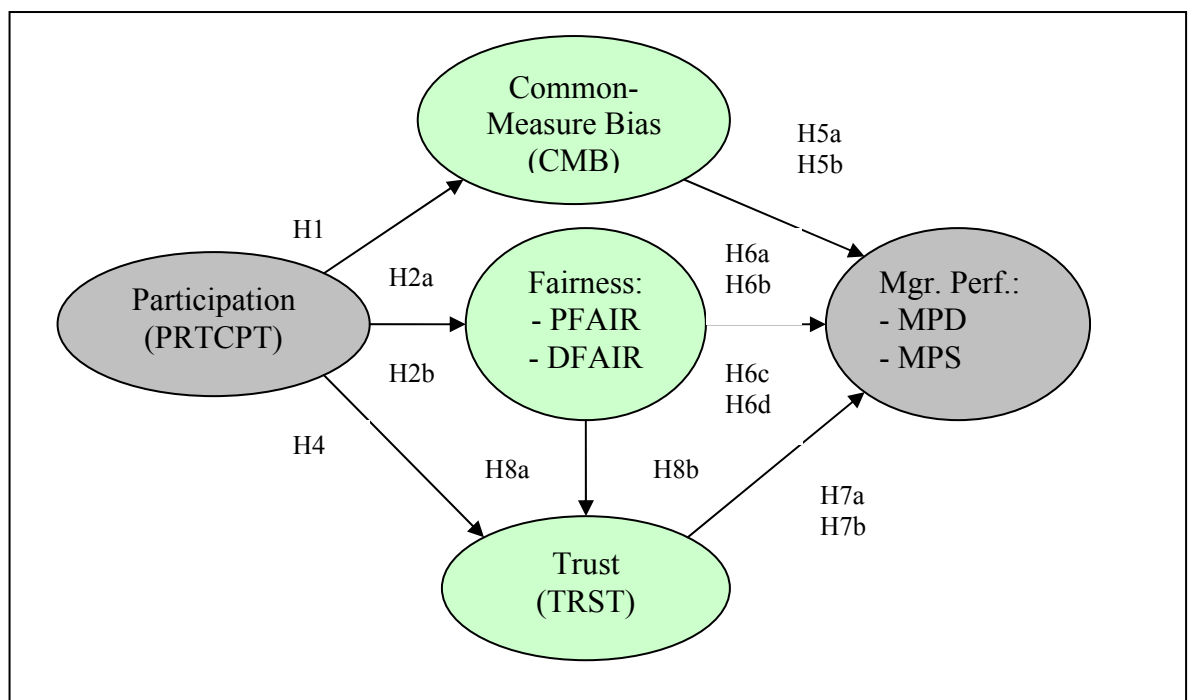 Common-
Measure Bias
(CMB)
H5a
H5b
H1
H2a
H6a
H6b
Participation
(PRTCPT)
Fairness:
- PFAIR
- DFAIR
Mgr. Perf.:
- MPD
- MPS
H2b
H6c
H6d
H4
H8a
H8b
H7a
H7b
Trust
(TRST)